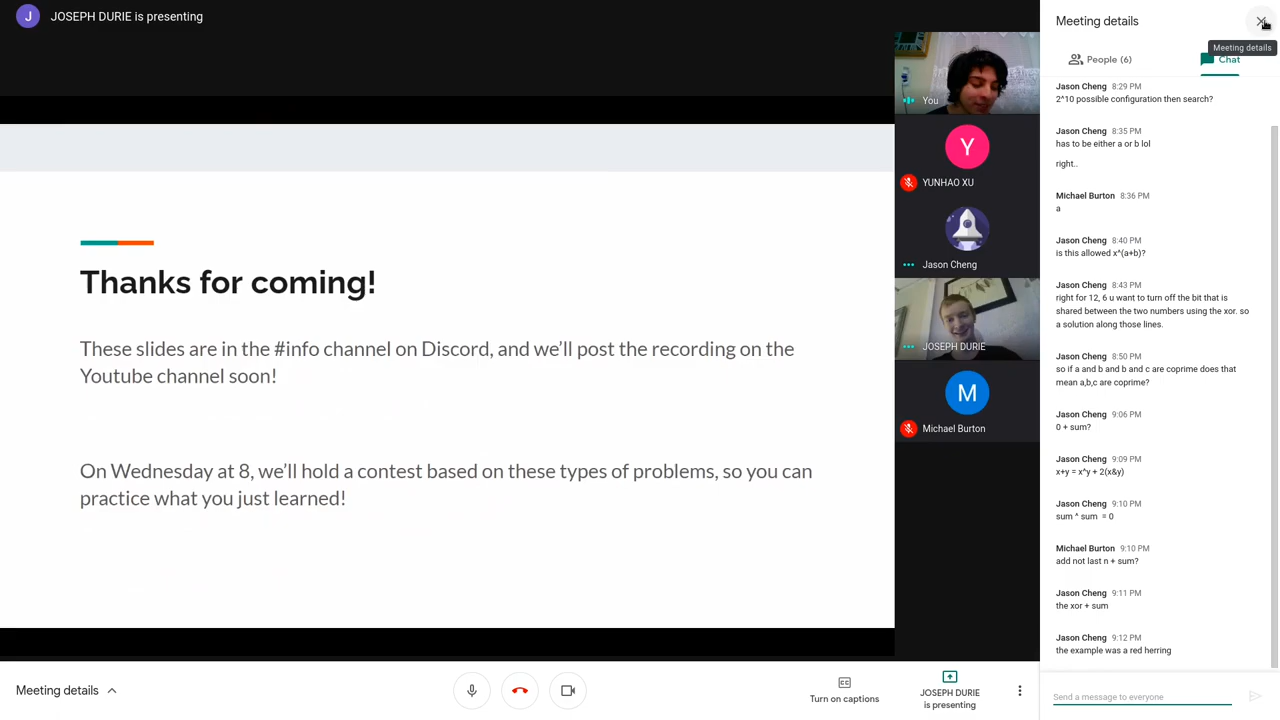 J JOSEPH DURIE is presenting
Thanks for coming!
These slides are in the #info channel on Discord, and we'll post the recording on the
Youtube channel soon!
On Wednesday at 8, we'll hold a contest based on these types of problems, so you can
practice what you just learned!
You
Y
YUNHAO XU
Jason Cheng
JOSEPH DURIE
M
Michael Burton
Meeting details
Meeting details
People (6)
Chat
Jason Cheng 8:29 PM
2^10 possible configuration then search?
Jason Cheng 8:35 PM
has to be either a or b lol
right..
Michael Burton 8:36 PM
a
Jason Cheng 8:40 PM
is this allowed x^(a+b)?
Jason Cheng 8:43 PM
right for 12, 6 u want to turn off the bit that is
shared between the two numbers using the xor. so
a solution along those lines.
Jason Cheng 8:50 PM
so if a and b and b and c are coprime does that
mean a,b,c are coprime?
Jason Cheng 9:06 PM
0 + sum?
Jason Cheng 9:09 PM
x+y = x^y + 2(x&y)
Jason Cheng 9:10 PM
sum ^ sum = 0
Michael Burton 9:10 PM
add not last n + sum?
Jason Cheng 9:11 PM
the xor + sum
Jason Cheng 9:12 PM
the example was a red herring
Send a message to everyone
Meeting details
Turn on captions
JOSEPH DURIE
is presenting